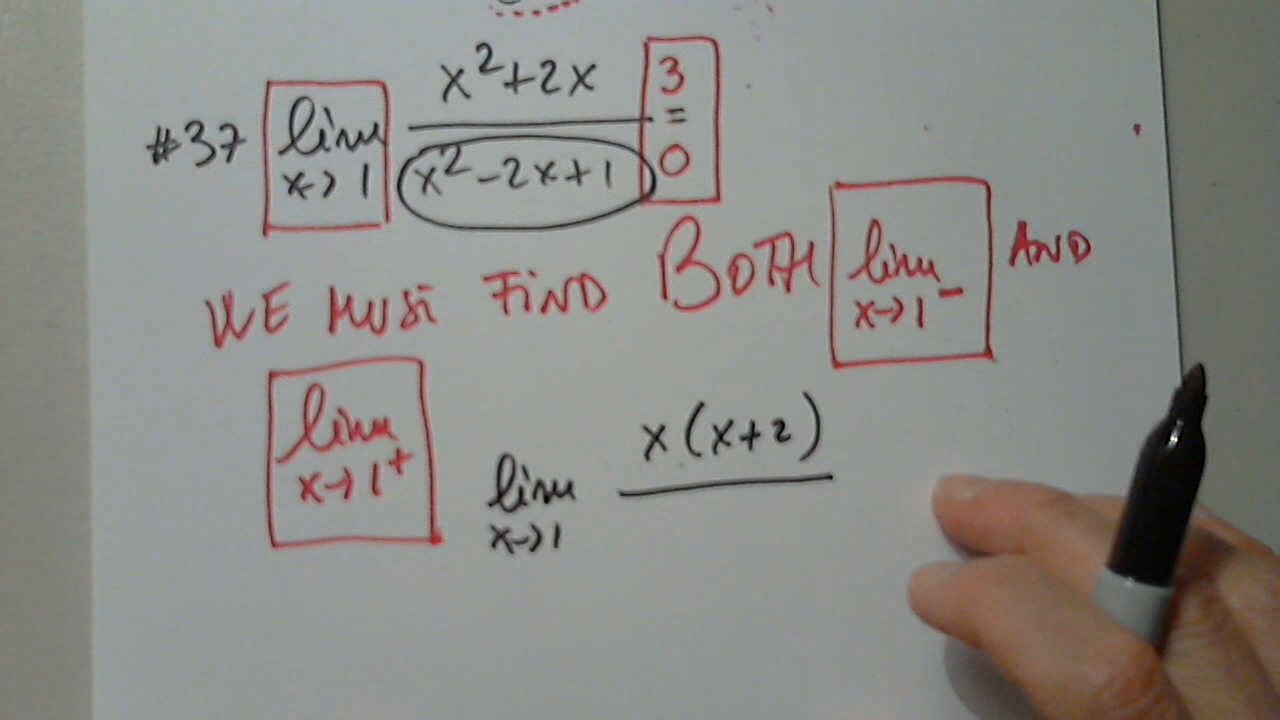 #37 lim x→1 x²+2x / x²-2x+1 = 3 / 0
WE MUST FIND BOTH lim x→1⁻ AND
lim x→1⁺ lim x→1 x(x+2)